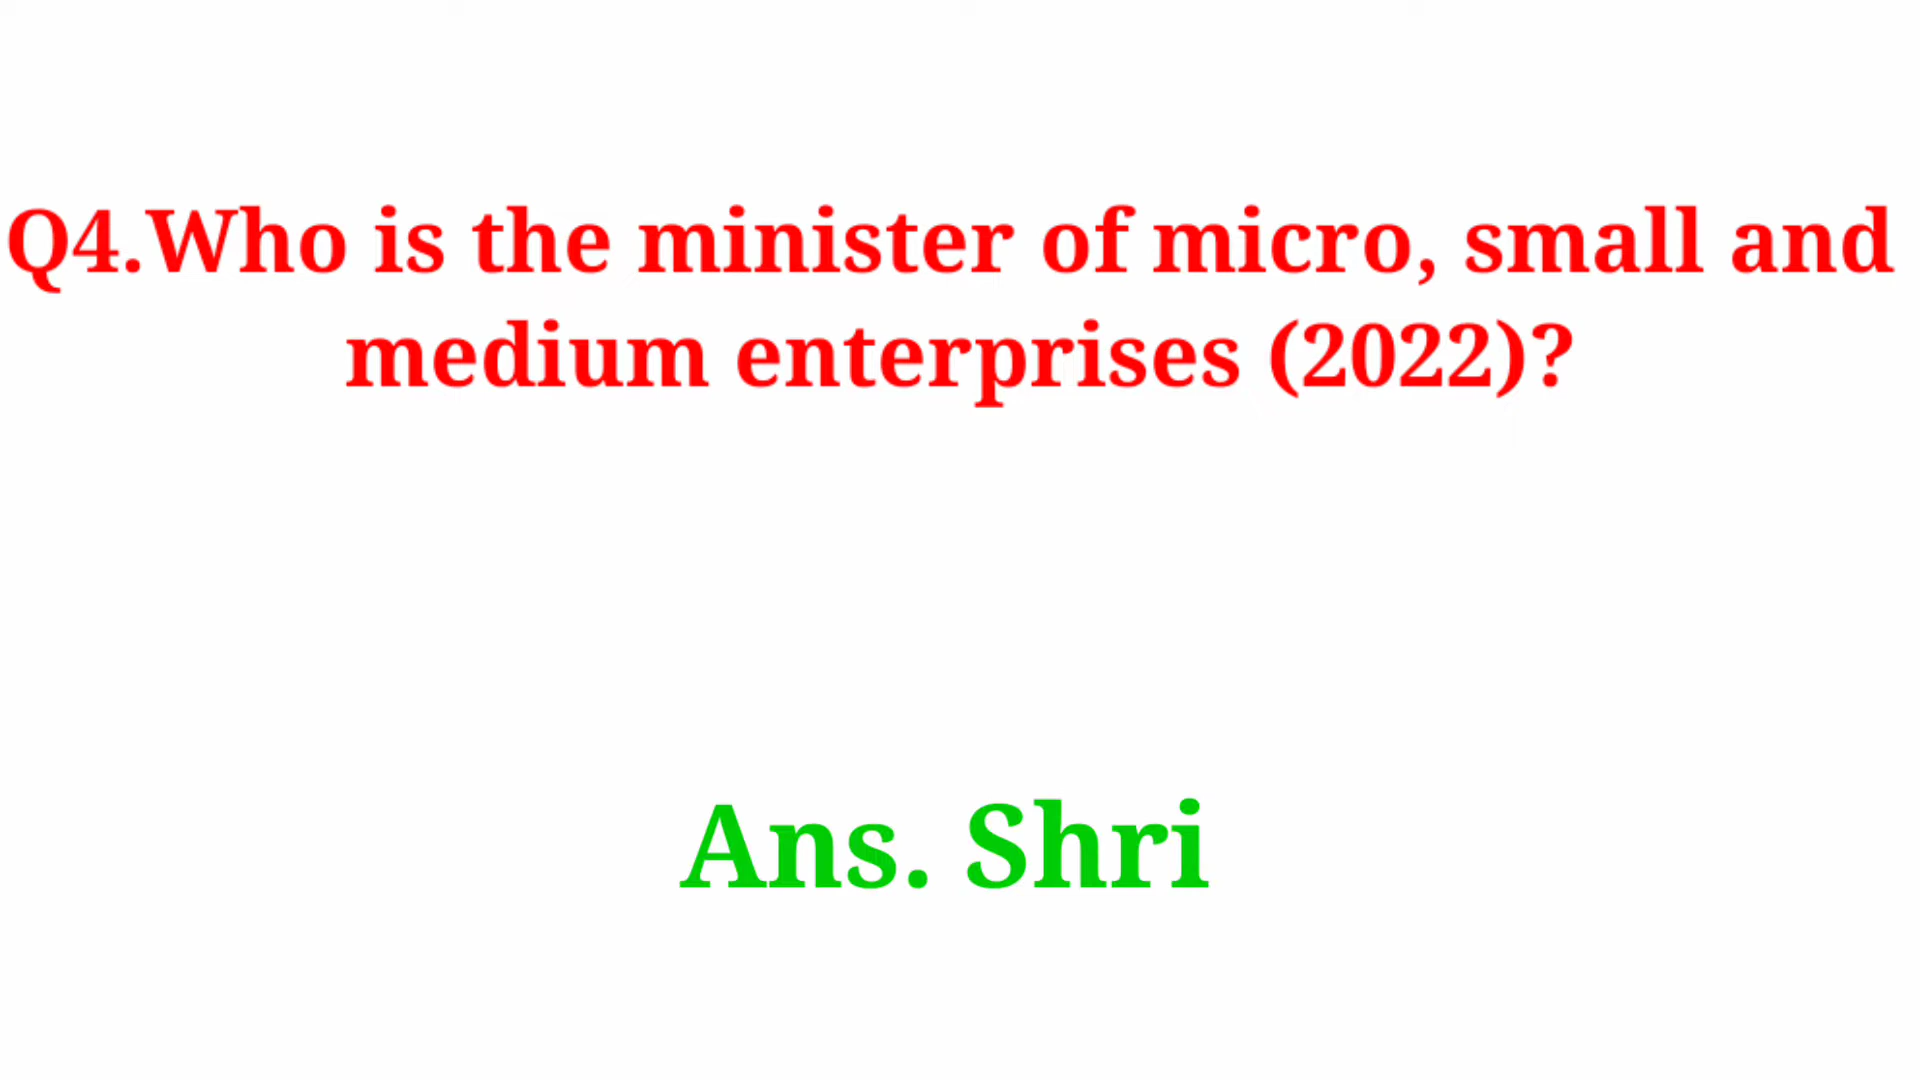 Q4.Who is the minister of micro, small and
medium enterprises (2022)?
Ans. Shri